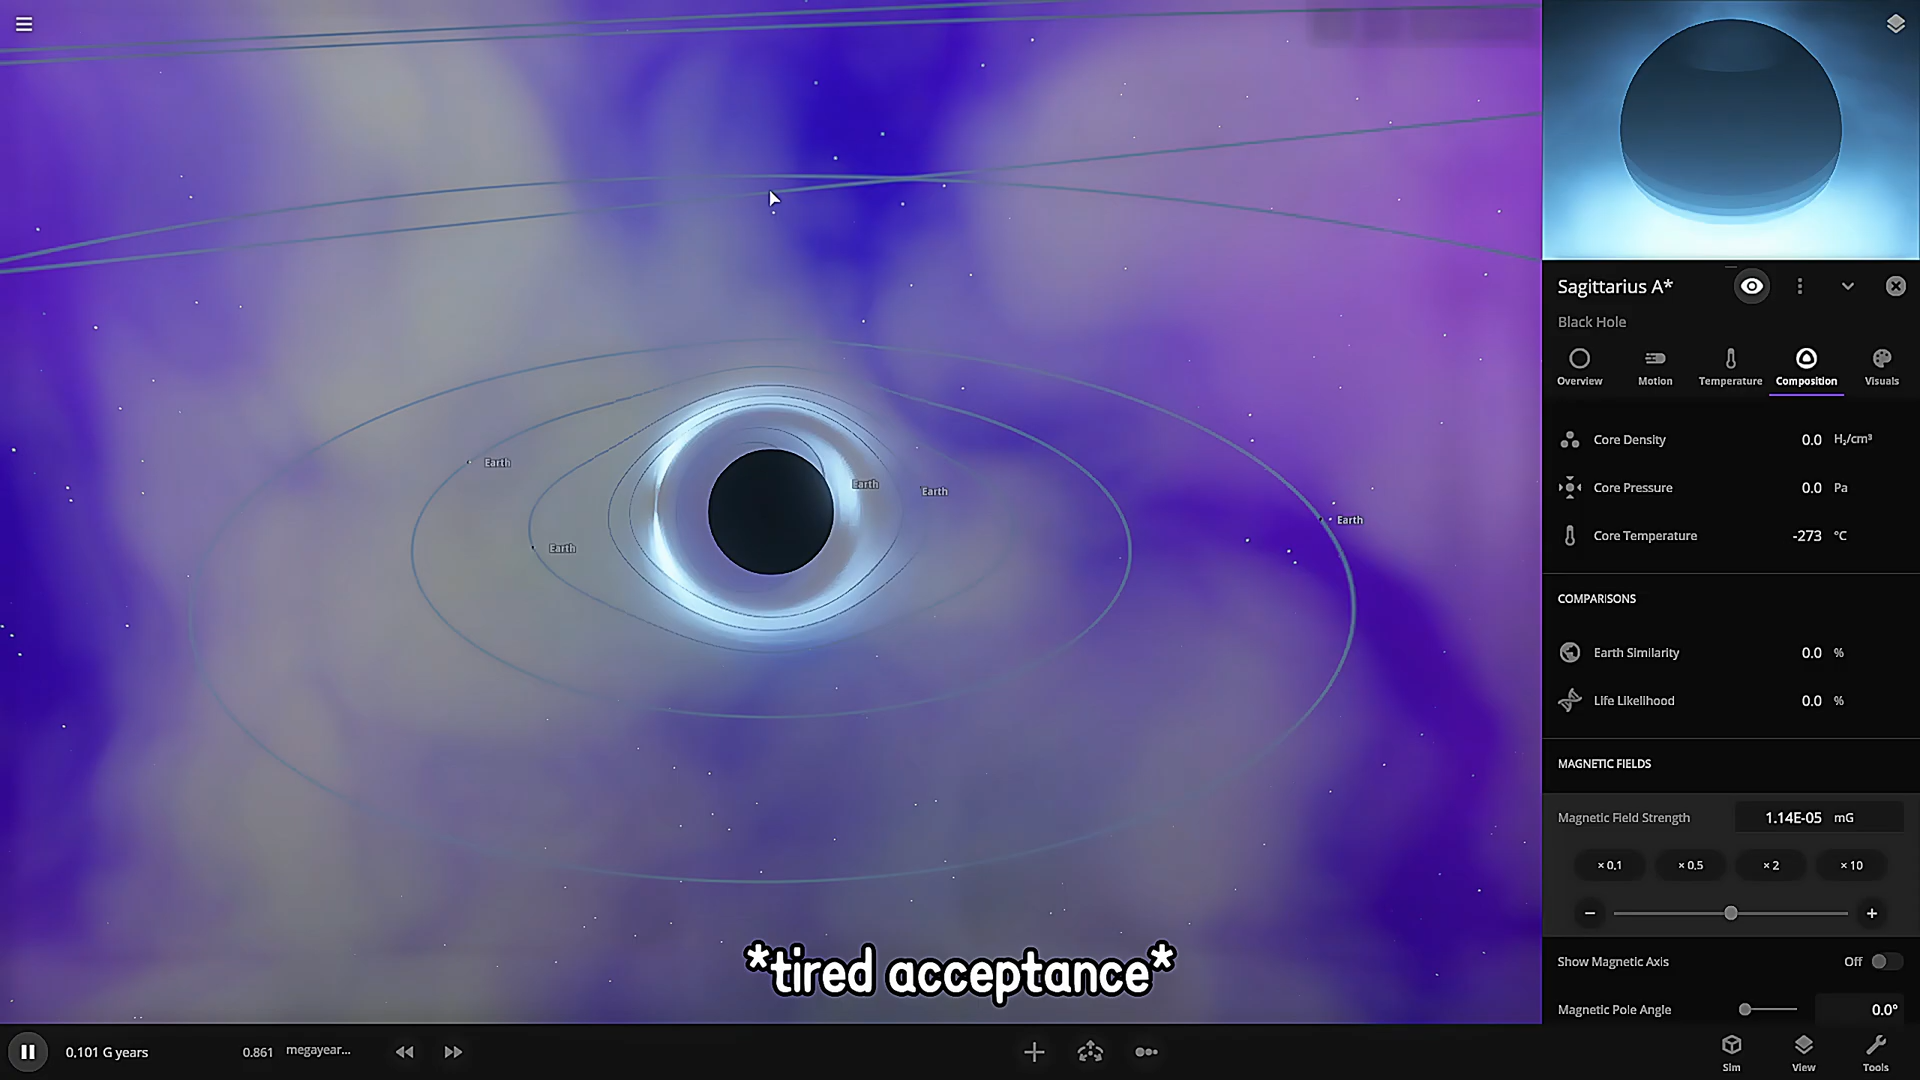 Sagittarius A*
Black Hole
Overview Motion Temperature Composition Visuals
Core Density 0.0 H₂/cm³
Core Pressure 0.0 Pa
Core Temperature -273 °C
COMPARISONS
Earth Similarity 0.0 %
Life Likelihood 0.0 %
MAGNETIC FIELDS
Magnetic Field Strength 1.14E-05 mG
× 0.1 × 0.5 × 2 × 10
Show Magnetic Axis Off
Magnetic Pole Angle 0.0°
Earth
Earth
Earth
Earth
Earth
*tired acceptance*
0.101 G years 0.861 megayear...
Sim View Tools